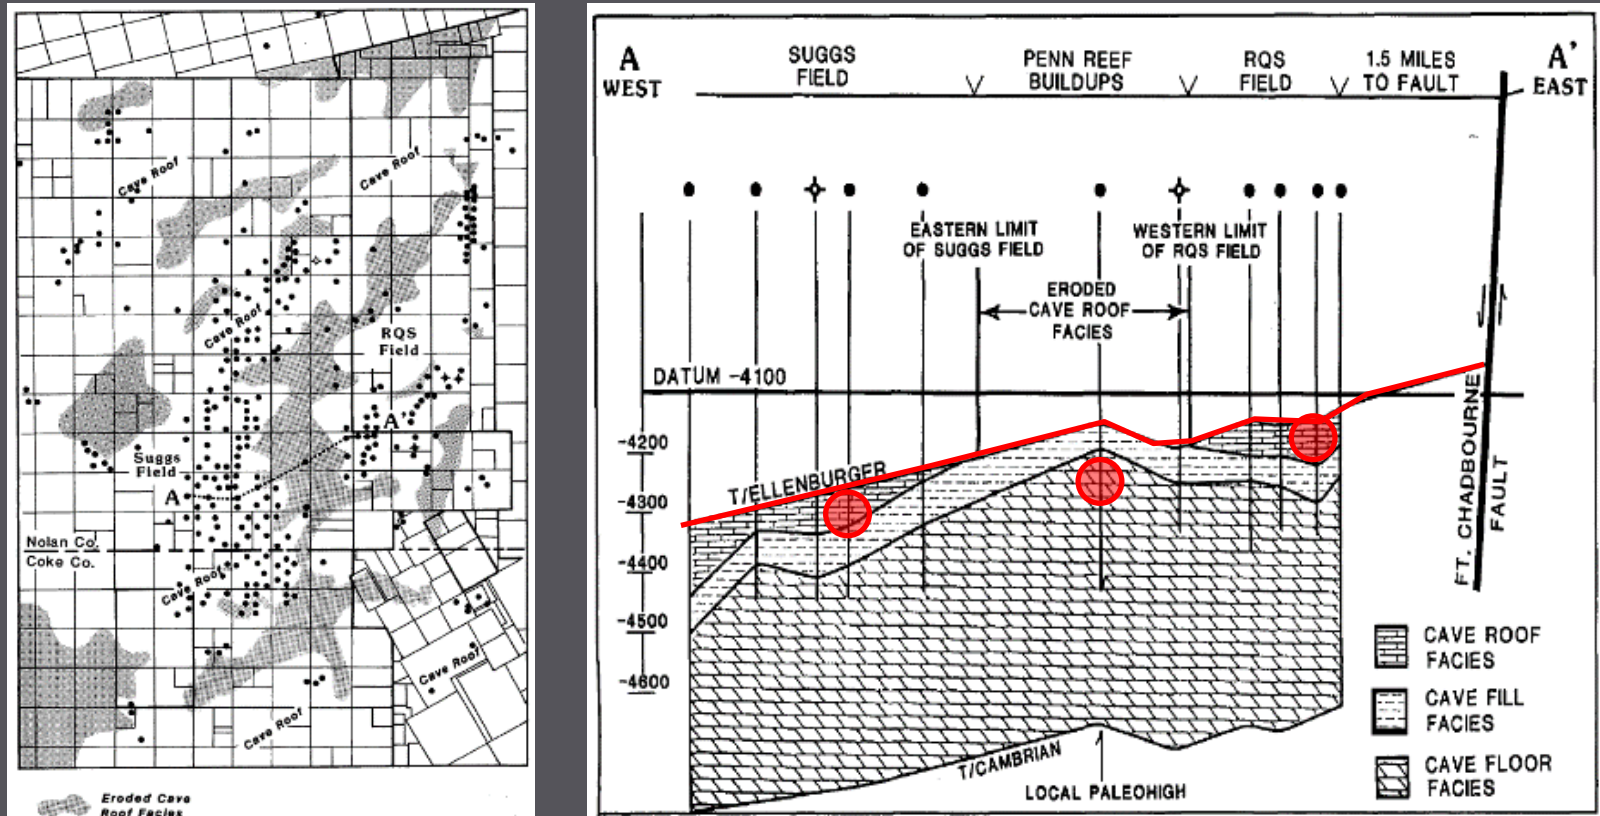 Cave Roof
Cave Roof
Cave Roof
RQS
Field
A'
Suggs
Field
A
Nolan Co.
Coke Co.
Cave Roof
Cave Roof
Cave Roof
Eroded Cave
Roof Facies
A
WEST
SUGGS
FIELD
PENN REEF
BUILDUPS
RQS
FIELD
1.5 MILES
TO FAULT
A'
EAST
EASTERN LIMIT
OF SUGGS FIELD
WESTERN LIMIT
OF RQS FIELD
ERODED
CAVE ROOF
FACIES
DATUM -4100
-4200
-4300
-4400
-4500
-4600
T/ELLENBURGER
T/CAMBRIAN
LOCAL PALEOHIGH
FT. CHADBOURNE
FAULT
CAVE ROOF
FACIES
CAVE FILL
FACIES
CAVE FLOOR
FACIES